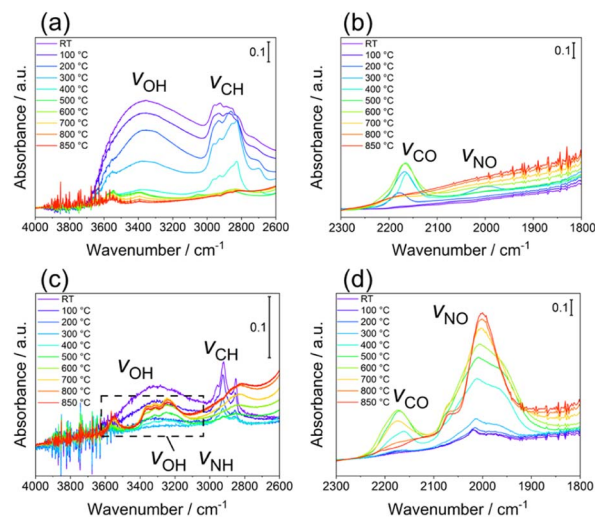 (a)
RT
100 °C
200 °C
300 °C
400 °C
500 °C
600 °C
700 °C
800 °C
850 °C
νOH
νCH
0.1
Absorbance / a.u.
4000 3800 3600 3400 3200 3000 2800 2600
Wavenumber / cm-1
(b)
RT
100 °C
200 °C
300 °C
400 °C
500 °C
600 °C
700 °C
800 °C
850 °C
νCO
νNO
0.1
Absorbance / a.u.
2300 2200 2100 2000 1900 1800
Wavenumber / cm-1
(c)
RT
100 °C
200 °C
300 °C
400 °C
500 °C
600 °C
700 °C
800 °C
850 °C
νOH
νCH
0.1
νOH νNH
Absorbance / a.u.
4000 3800 3600 3400 3200 3000 2800 2600
Wavenumber / cm-1
(d)
RT
100 °C
200 °C
300 °C
400 °C
500 °C
600 °C
700 °C
800 °C
850 °C
νNO
νCO
0.1
Absorbance / a.u.
2300 2200 2100 2000 1900 1800
Wavenumber / cm-1